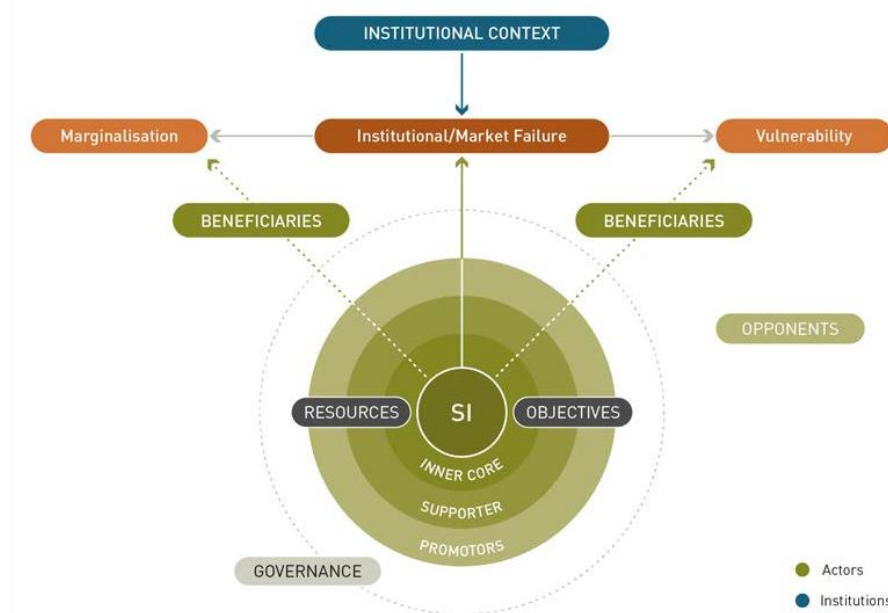 INSTITUTIONAL CONTEXT
Marginalisation
Institutional/Market Failure
Vulnerability
BENEFICIARIES
BENEFICIARIES
OPPONENTS
RESOURCES
SI
OBJECTIVES
INNER CORE
SUPPORTER
PROMOTORS
GOVERNANCE
Actors
Institutions